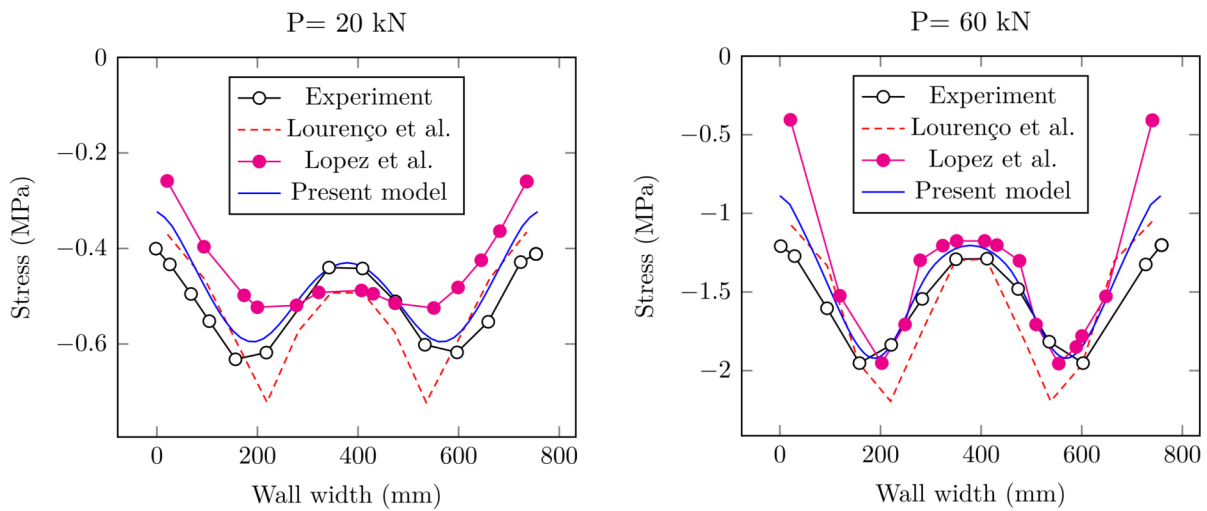 P= 20 kN
0
−0.2
−0.4
−0.6
Stress (MPa)
Experiment
Lourenço et al.
Lopez et al.
Present model
0 200 400 600 800
Wall width (mm)
P= 60 kN
0
−0.5
−1
−1.5
−2
Stress (MPa)
Experiment
Lourenço et al.
Lopez et al.
Present model
0 200 400 600 800
Wall width (mm)